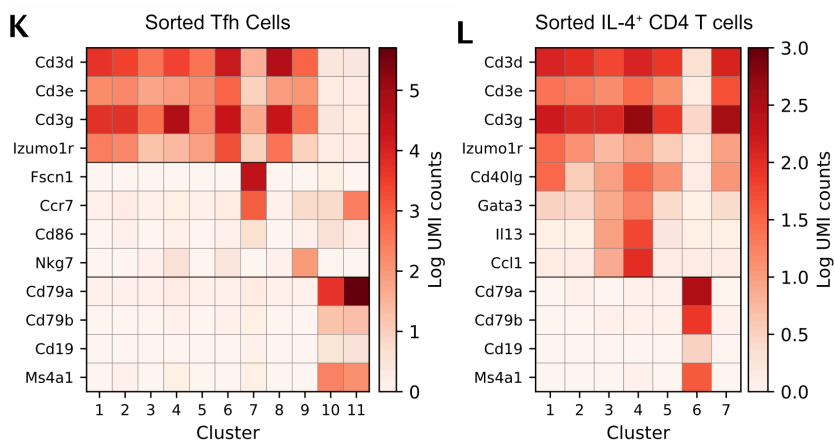 K
Sorted Tfh Cells
Cd3d
Cd3e
Cd3g
Izumo1r
Fscn1
Ccr7
Cd86
Nkg7
Cd79a
Cd79b
Cd19
Ms4a1
1 2 3 4 5 6 7 8 9 10 11
Cluster
5
4
3
2
1
0
Log UMI counts
L
Sorted IL-4⁺ CD4 T cells
Cd3d
Cd3e
Cd3g
Izumo1r
Cd40lg
Gata3
Il13
Ccl1
Cd79a
Cd79b
Cd19
Ms4a1
1 2 3 4 5 6 7
Cluster
3.0
2.5
2.0
1.5
1.0
0.5
0.0
Log UMI counts